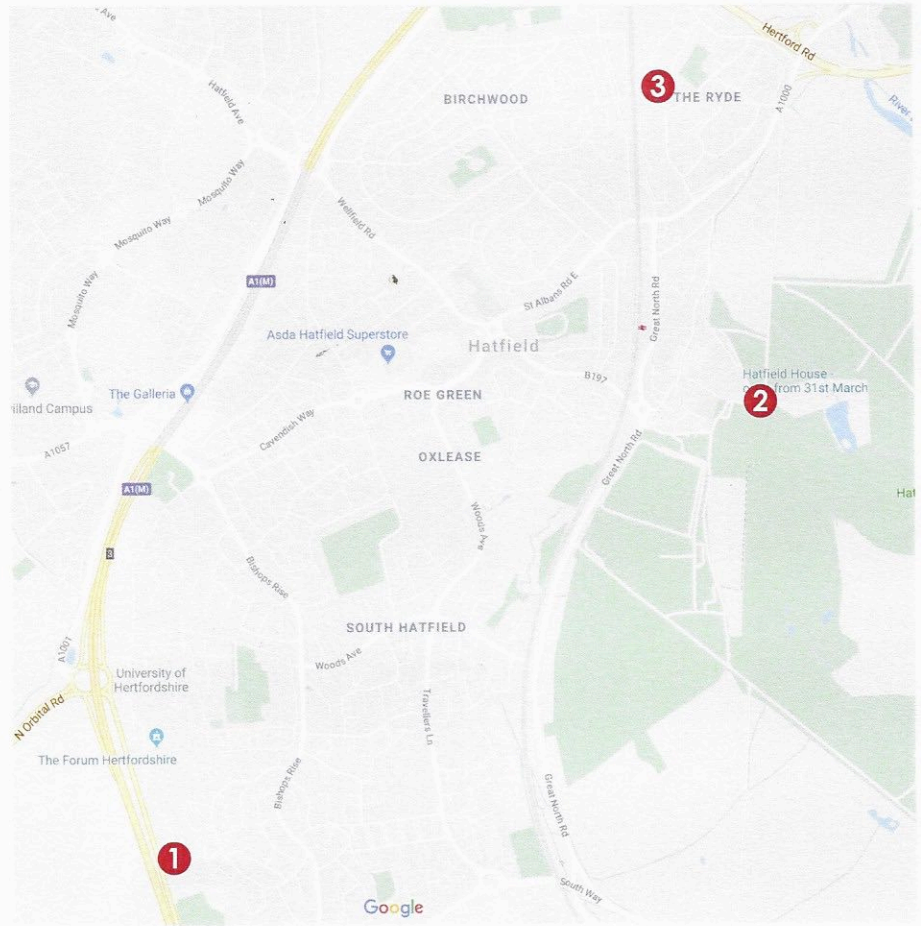 Ave
Hertford Rd
3
THE RYDE
BIRCHWOOD
Hatfield Ave
A1000
River
Mosquito Way
Mosquito Way
Wellfield Rd
Mosquito Way
A1(M)
St Albans Rd E
Great North Rd
Asda Hatfield Superstore
Hatfield
B197
Hatfield House -
from 31st March
2
The Galleria
ROE GREEN
Campus
Cavendish Way
A1057
OXLEASE
Great North Rd
A1(M)
Hat
Woods Ave
3
Bishops Rise
SOUTH HATFIELD
A1001
Woods Ave
University of
Hertfordshire
N Orbital Rd
Travellers Ln
The Forum Hertfordshire
Bishops Rise
Great North Rd
1
South Way
Google